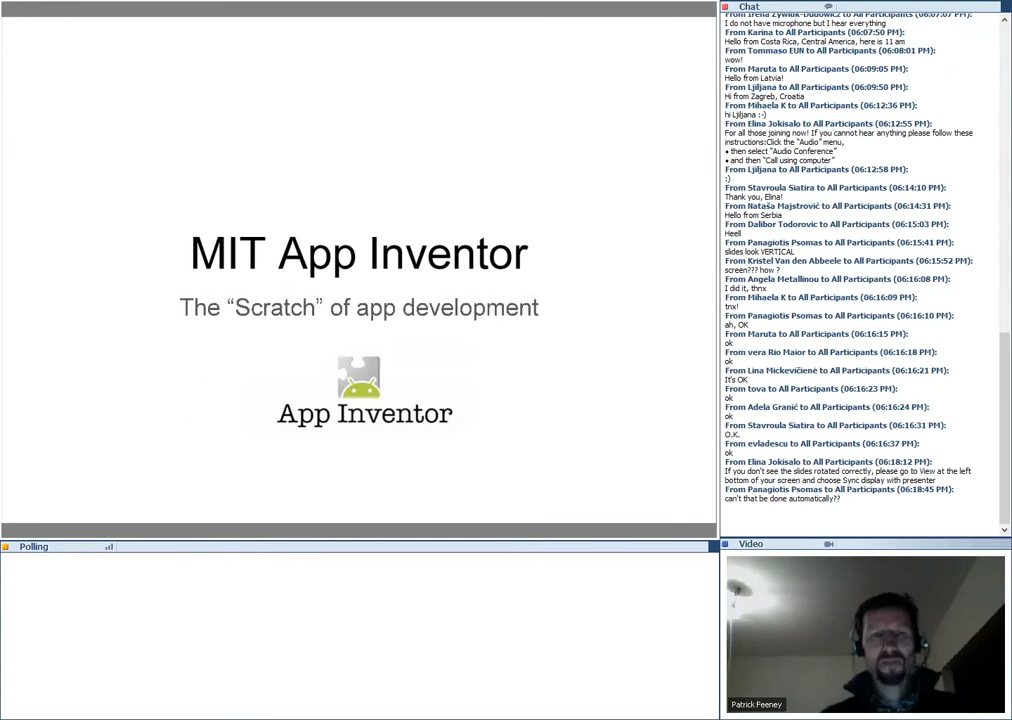 MIT App Inventor
The “Scratch” of app development
App Inventor
Polling
Chat
From Irena Zywiuk-Dudowicz to All Participants (06:07:07 PM):
I do not have microphone but I hear everything
From Karina to All Participants (06:07:50 PM):
Hello from Costa Rica, Central America, here is 11 am
From Tommaso EUN to All Participants (06:08:01 PM):
wow!
From Maruta to All Participants (06:09:05 PM):
Hello from Latvia!
From Ljiljana to All Participants (06:09:50 PM):
Hi from Zagreb, Croatia
From Mihaela K to All Participants (06:12:36 PM):
hi Ljiljana :-)
From Elina Jokisalo to All Participants (06:12:55 PM):
For all those joining now! If you cannot hear anything please follow these
instructions:Click the “Audio” menu,
• then select “Audio Conference”
• and then “Call using computer”
From Ljiljana to All Participants (06:12:58 PM):
:)
From Stavroula Siatira to All Participants (06:14:10 PM):
Thank you, Elina!
From Nataša Majstrović to All Participants (06:14:31 PM):
Hello from Serbia
From Dalibor Todorovic to All Participants (06:15:03 PM):
Heell
From Panagiotis Psomas to All Participants (06:15:41 PM):
slides look VERTICAL
From Kristel Van den Abbeele to All Participants (06:15:52 PM):
screen??? how ?
From Angela Metallinou to All Participants (06:16:08 PM):
I did it, thnx
From Mihaela K to All Participants (06:16:09 PM):
tnx!
From Panagiotis Psomas to All Participants (06:16:10 PM):
ah, OK
From Maruta to All Participants (06:16:15 PM):
ok
From vera Rio Maior to All Participants (06:16:18 PM):
ok
From Lina Mickevičienė to All Participants (06:16:21 PM):
It's OK
From tova to All Participants (06:16:23 PM):
ok
From Adela Granić to All Participants (06:16:24 PM):
ok
From Stavroula Siatira to All Participants (06:16:31 PM):
O.K.
From evladescu to All Participants (06:16:37 PM):
ok
From Elina Jokisalo to All Participants (06:18:12 PM):
If you don't see the slides rotated correctly, please go to View at the left
bottom of your screen and choose Sync display with presenter
From Panagiotis Psomas to All Participants (06:18:45 PM):
can't that be done automatically??
Video
Patrick Feeney